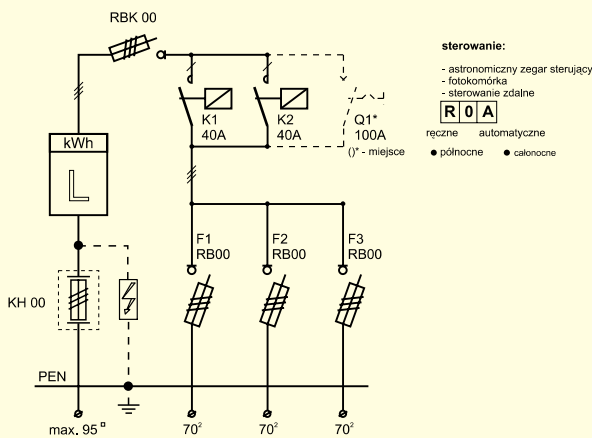 RBK 00
sterowanie:
- astronomiczny zegar sterujący
- fotokomórka
- sterowanie zdalne
R 0 A
ręczne automatyczne
● północne ● całonocne
K1
40A
K2
40A
Q1*
100A
()* - miejsce
kWh
L
F1
RB00
F2
RB00
F3
RB00
KH 00
PEN
max. 95 ¤
70²
70²
70²